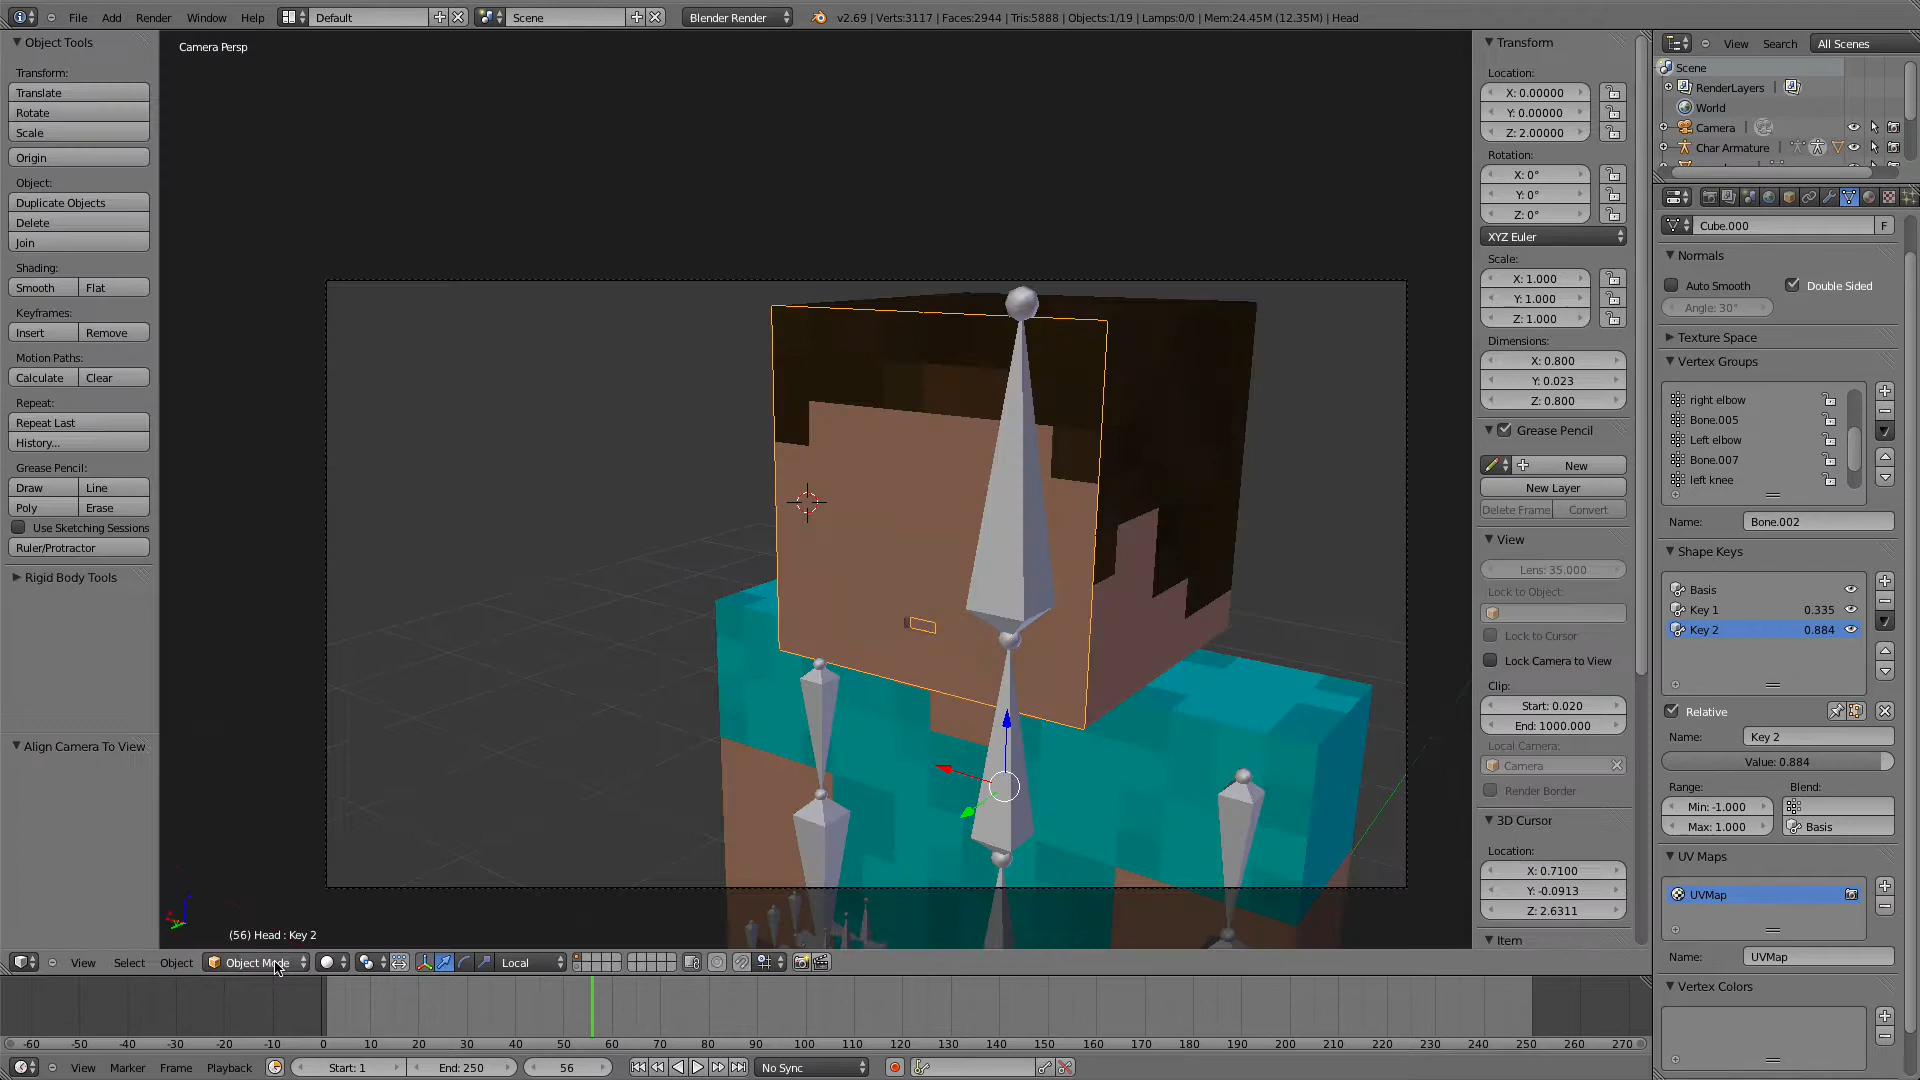 File Add Render Window Help Default Scene Blender Render v2.69 | Verts:3117 | Faces:2944 | Tris:5888 | Objects:1/19 | Lamps:0/0 | Mem:24.45M (12.35M) | Head
Object Tools
Transform:
Translate
Rotate
Scale
Origin
Object:
Duplicate Objects
Delete
Join
Shading:
Smooth Flat
Keyframes:
Insert Remove
Motion Paths:
Calculate Clear
Repeat:
Repeat Last
History...
Grease Pencil:
Draw Line
Poly Erase
Use Sketching Sessions
Ruler/Protractor
Rigid Body Tools
Align Camera To View
Camera Persp
(56) Head : Key 2
Transform
Location:
X: 0.00000
Y: 0.00000
Z: 2.00000
Rotation:
X: 0°
Y: 0°
Z: 0°
XYZ Euler
Scale:
X: 1.000
Y: 1.000
Z: 1.000
Dimensions:
X: 0.800
Y: 0.023
Z: 0.800
Grease Pencil
New
New Layer
Delete Frame Convert
View
Lens: 35.000
Lock to Object:
Lock to Cursor
Lock Camera to View
Clip:
Start: 0.020
End: 1000.000
Local Camera:
Camera
Render Border
3D Cursor
Location:
X: 0.7100
Y: -0.0913
Z: 2.6311
Item
View Search All Scenes
Scene
RenderLayers |
World
Camera |
Char Armature |
Cube.000 F
Normals
Auto Smooth Double Sided
Angle: 30°
Texture Space
Vertex Groups
right elbow
Bone.005
Left elbow
Bone.007
left knee
Name: Bone.002
Shape Keys
Basis
Key 1 0.335
Key 2 0.884
Relative
Name: Key 2
Value: 0.884
Range: Blend:
Min: -1.000
Max: 1.000 Basis
UV Maps
UVMap
Name: UVMap
Vertex Colors
View Select Object Object Mode Local
-60 -50 -40 -30 -20 -10 0 10 20 30 40 50 60 70 80 90 100 110 120 130 140 150 160 170 180 190 200 210 220 230 240 250 260 270
View Marker Frame Playback Start: 1 End: 250 56 No Sync